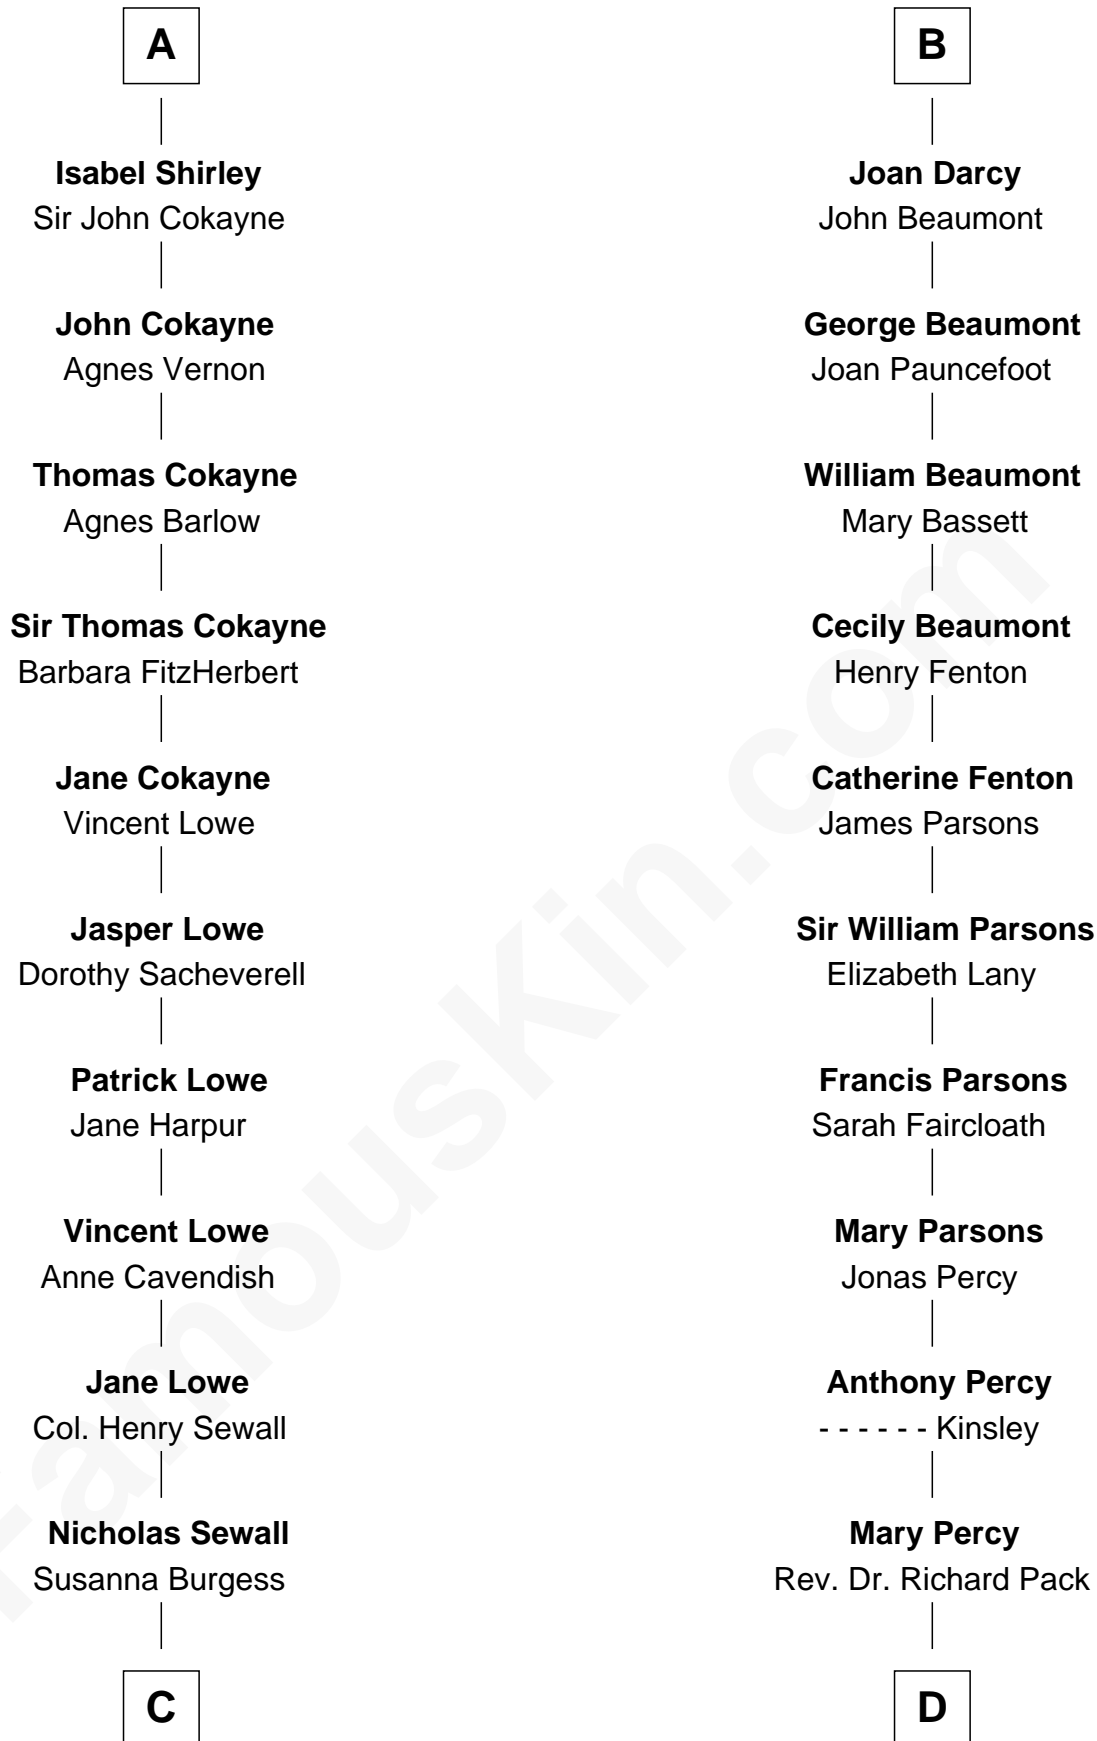 A
Isabel Shirley
Sir John Cokayne
John Cokayne
Agnes Vernon
Thomas Cokayne
Agnes Barlow
Sir Thomas Cokayne
Barbara FitzHerbert
Jane Cokayne
Vincent Lowe
Jasper Lowe
Dorothy Sacheverell
Patrick Lowe
Jane Harpur
Vincent Lowe
Anne Cavendish
Jane Lowe
Col. Henry Sewall
Nicholas Sewall
Susanna Burgess
C
B
Joan Darcy
John Beaumont
George Beaumont
Joan Pauncefoot
William Beaumont
Mary Bassett
Cecily Beaumont
Henry Fenton
Catherine Fenton
James Parsons
Sir William Parsons
Elizabeth Lany
Francis Parsons
Sarah Faircloath
Mary Parsons
Jonas Percy
Anthony Percy
- - - - - - Kinsley
Mary Percy
Rev. Dr. Richard Pack
D
FamousKin.com